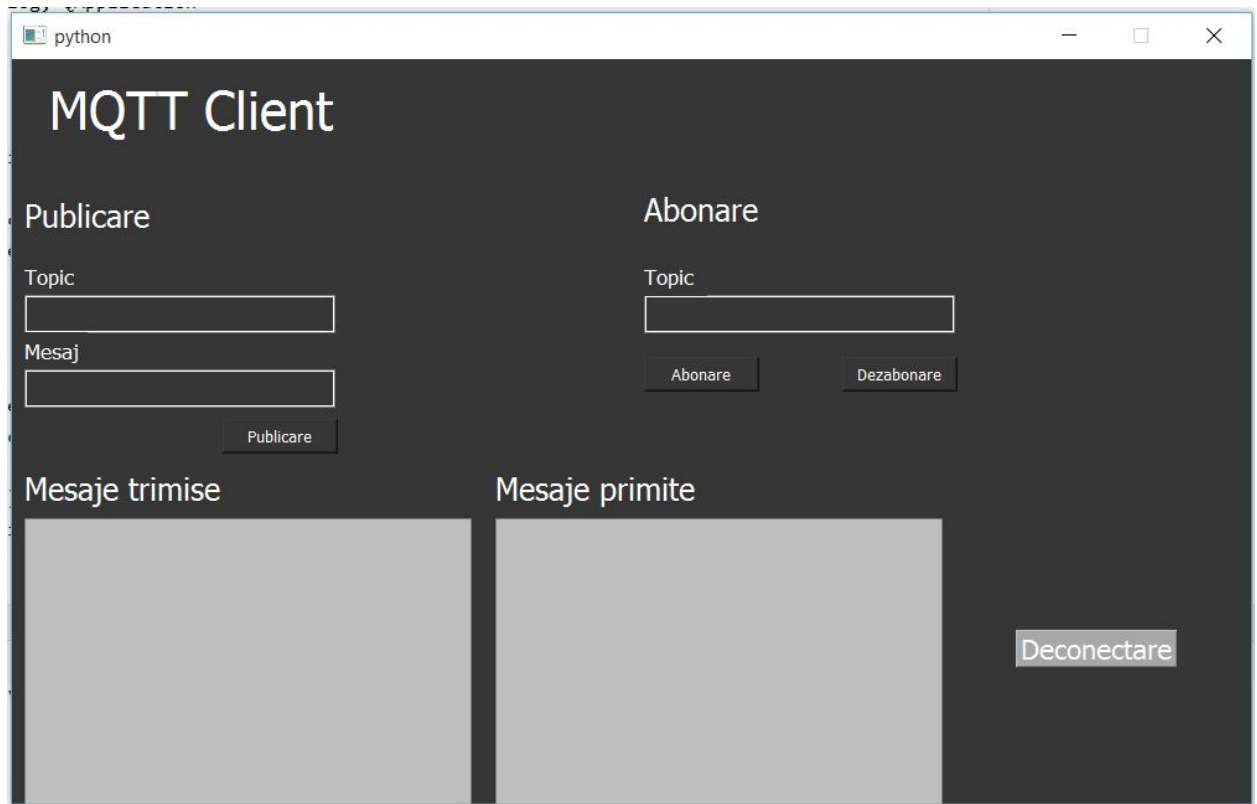 python
MQTT Client
Publicare
Topic
Mesaj
Publicare
Abonare
Topic
Abonare
Dezabonare
Mesaje trimise
Mesaje primite
Deconectare